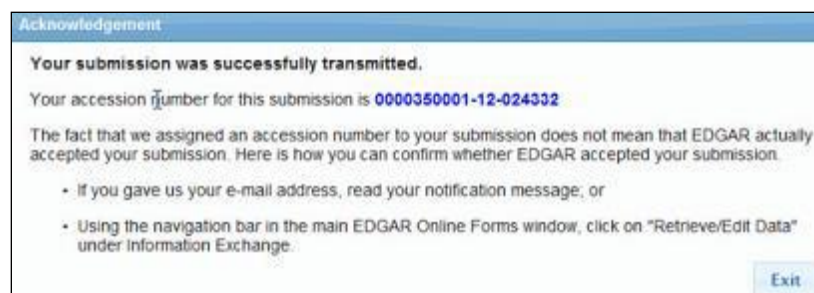 Acknowledgement
Your submission was successfully transmitted.
Your accession number for this submission is 0000350001-12-024332
The fact that we assigned an accession number to your submission does not mean that EDGAR actually
accepted your submission. Here is how you can confirm whether EDGAR accepted your submission.
• If you gave us your e-mail address, read your notification message; or
• Using the navigation bar in the main EDGAR Online Forms window, click on "Retrieve/Edit Data"
under Information Exchange.
Exit